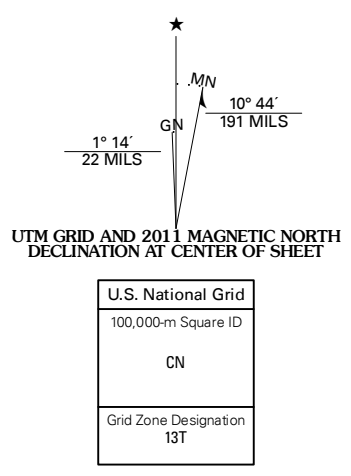 ★
MN
10° 44´
191 MILS
GN
1° 14´
22 MILS
UTM GRID AND 2011 MAGNETIC NORTH
DECLINATION AT CENTER OF SHEET
U.S. National Grid
100,000-m Square ID
CN
Grid Zone Designation
13T